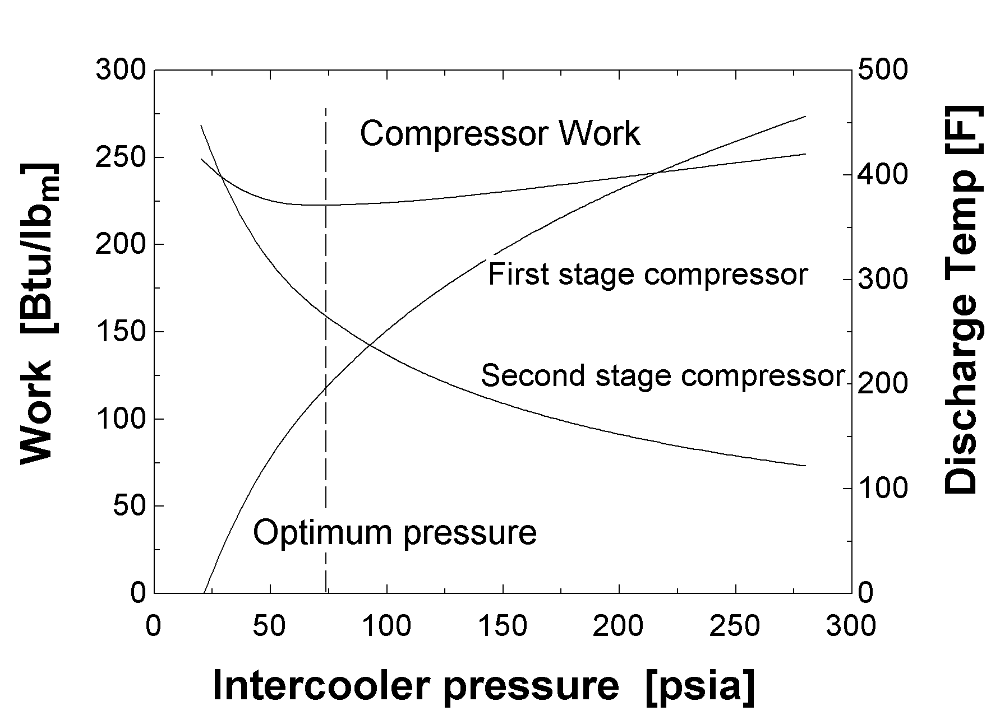 300
250
200
150
100
50
0
Work [Btu/lbm]
Compressor Work
First stage compressor
Second stage compressor
Optimum pressure
500
400
300
200
100
0
Discharge Temp [F]
0 50 100 150 200 250 300
Intercooler pressure [psia]